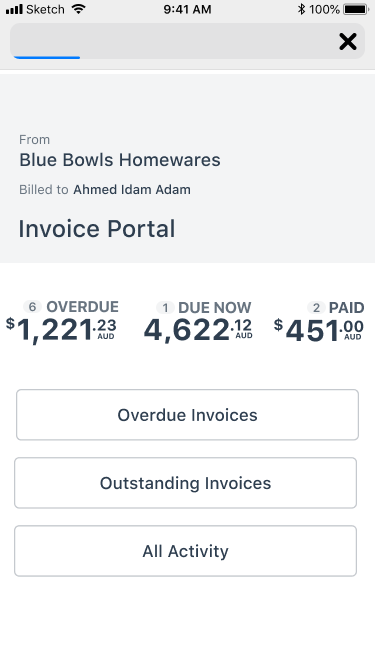 Sketch 9:41 AM 100%
From
Blue Bowls Homewares
Billed to Ahmed Idam Adam
Invoice Portal
6 OVERDUE 1 DUE NOW 2 PAID
$1,221.23 AUD 4,622.12 AUD $451.00 AUD
Overdue Invoices
Outstanding Invoices
All Activity